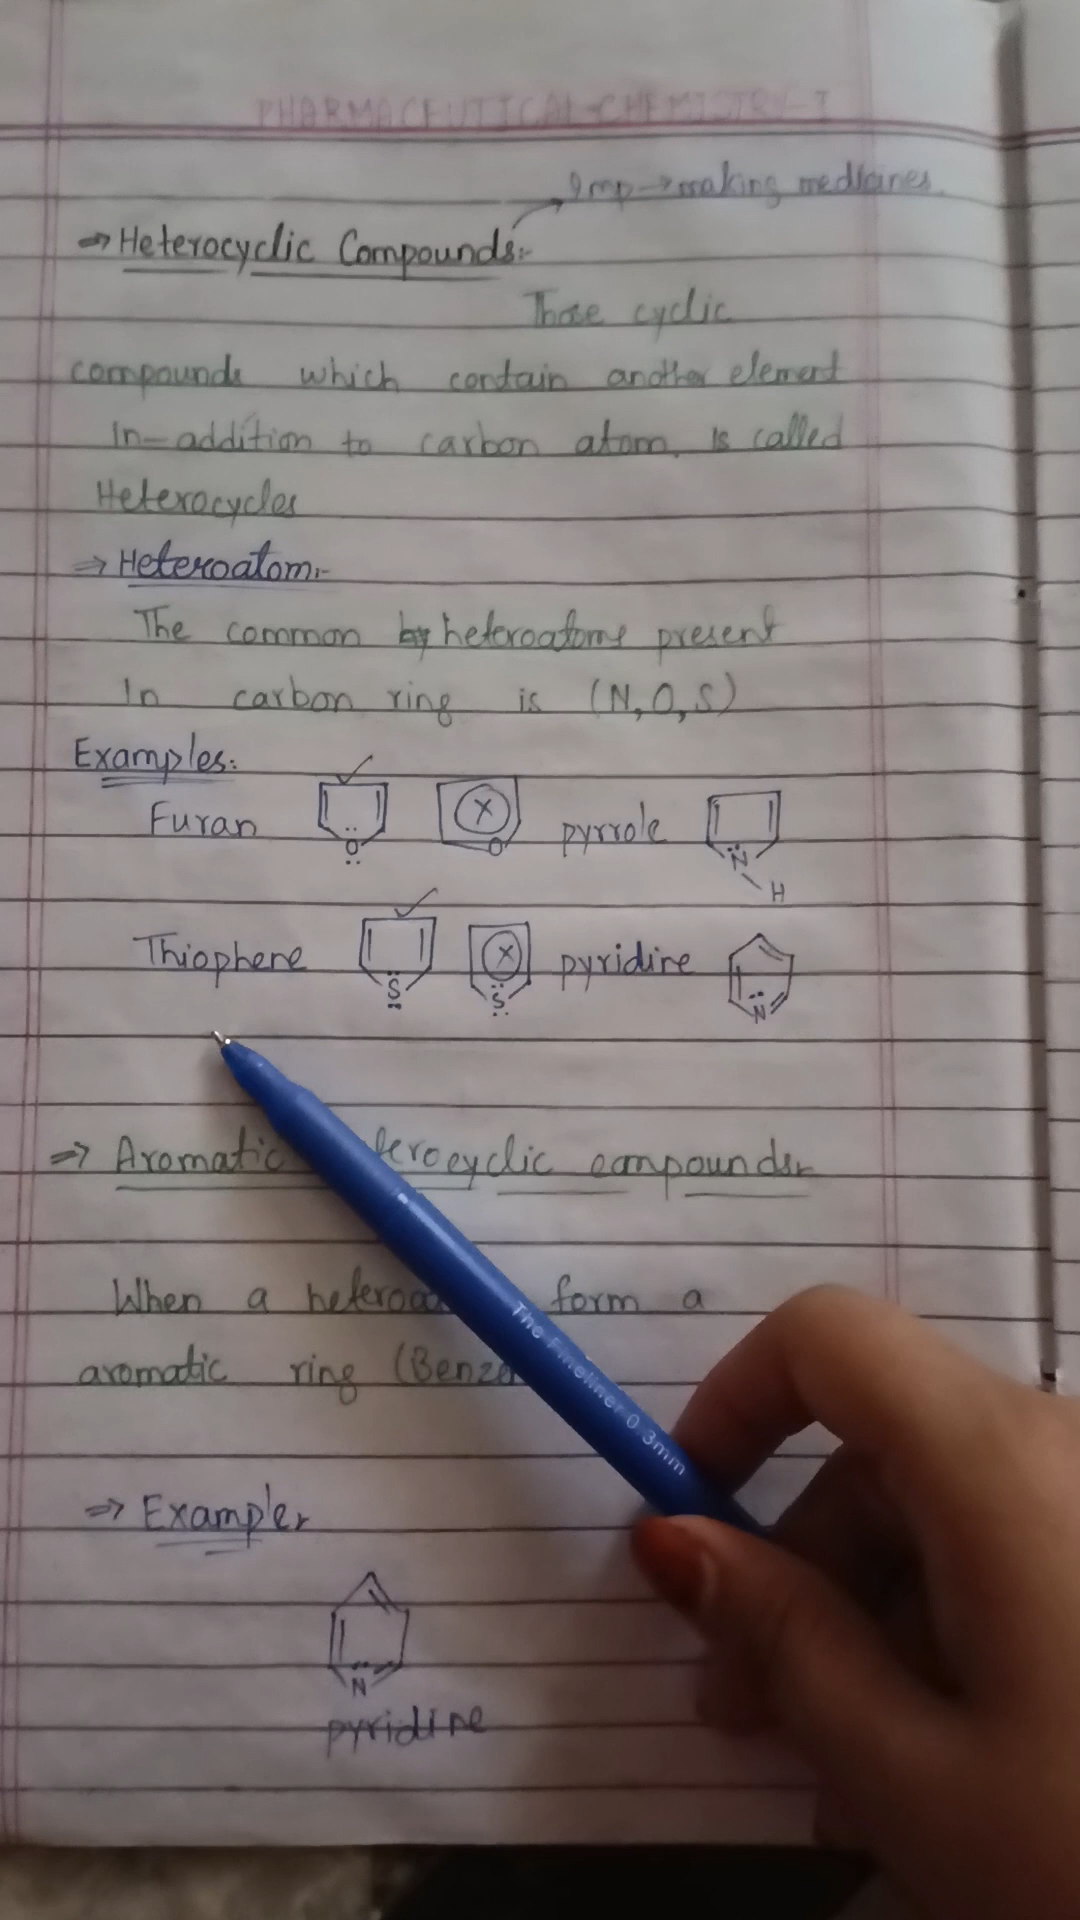 PHARMACEUTICAL CHEMISTRY-I
Imp → making medicines.
⇒ Heterocyclic Compounds:-
Those cyclic
compounds which contain another element
In-addition to carbon atom. is called
Heterocycles
⇒ Heteroatom:-
The common heteroatoms present
In carbon ring is (N,O,S)
Examples:
Furan O X O pyrrole N H
Thiophene S X S pyridine N
⇒ Aromatic compounds:-
When a form a
aromatic ring
The Fineliner 0.3mm
⇒ Example:-
N
pyridine